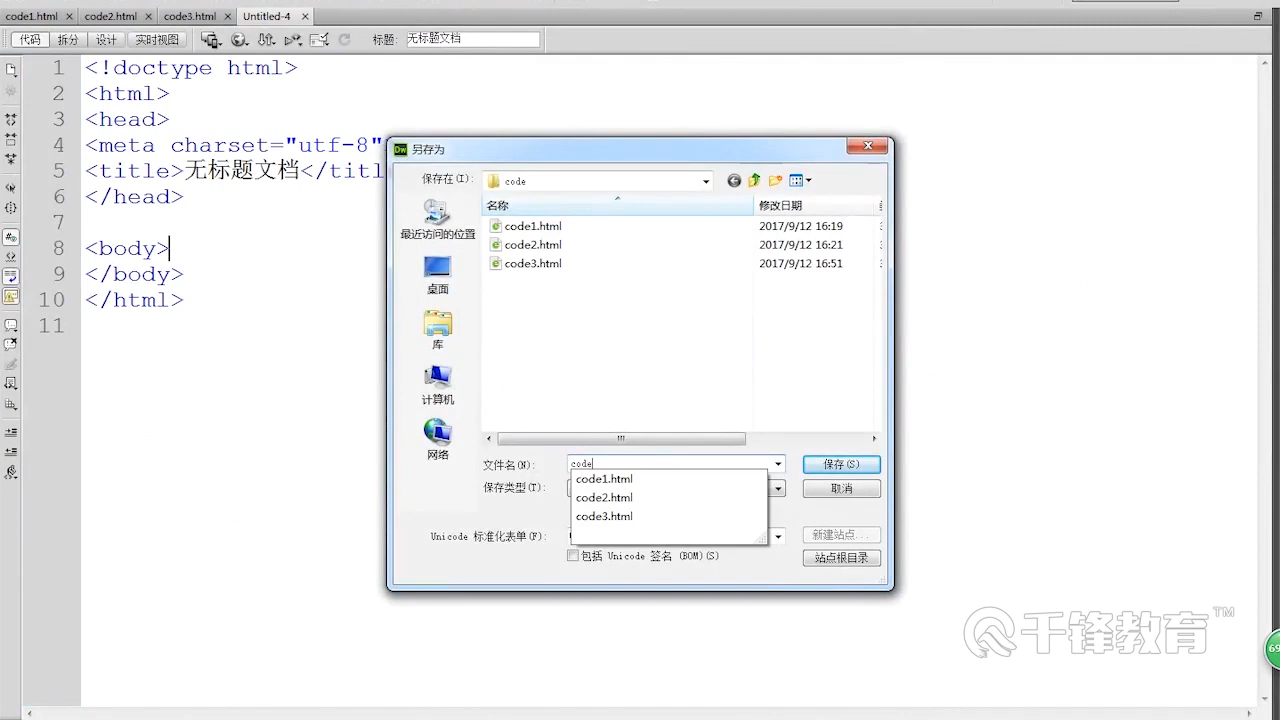 code1.html code2.html code3.html Untitled-4
代码 拆分 设计 实时视图 标题: 无标题文档
1 <!doctype html>
2 <html>
3 <head>
4 <meta charset="utf-8"
5 <title>无标题文档</titl
6 </head>
7
8 <body>
9 </body>
10 </html>
11
Dw 另存为
保存在(I): code
最近访问的位置
桌面
库
计算机
网络
名称 修改日期
code1.html 2017/9/12 16:19
code2.html 2017/9/12 16:21
code3.html 2017/9/12 16:51
文件名(N): code 保存(S)
code1.html
code2.html
code3.html
保存类型(T): 取消
Unicode 标准化表单(F): 新建站点...
包括 Unicode 签名 (BOM)(S) 站点根目录
千锋教育™
69